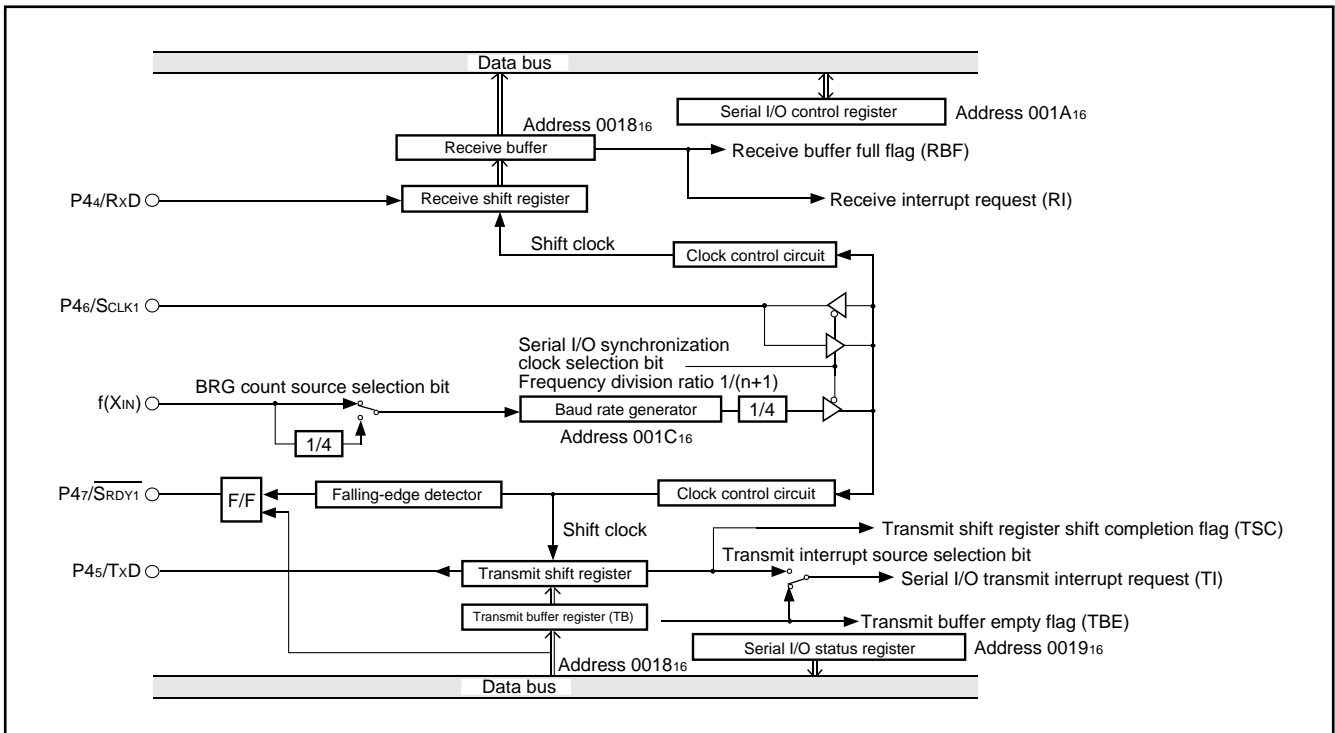 Data bus
Serial I/O control register
Address 001A16
Address 001816
Receive buffer
Receive buffer full flag (RBF)
P44/RxD
Receive shift register
Receive interrupt request (RI)
Shift clock
Clock control circuit
P46/SCLK1
Serial I/O synchronization
clock selection bit
Frequency division ratio 1/(n+1)
BRG count source selection bit
f(XIN)
Baud rate generator
1/4
Address 001C16
1/4
P47/SRDY1
F/F
Falling-edge detector
Clock control circuit
Shift clock
Transmit shift register shift completion flag (TSC)
Transmit interrupt source selection bit
P45/TxD
Transmit shift register
Serial I/O transmit interrupt request (TI)
Transmit buffer register (TB)
Transmit buffer empty flag (TBE)
Serial I/O status register
Address 001916
Address 001816
Data bus